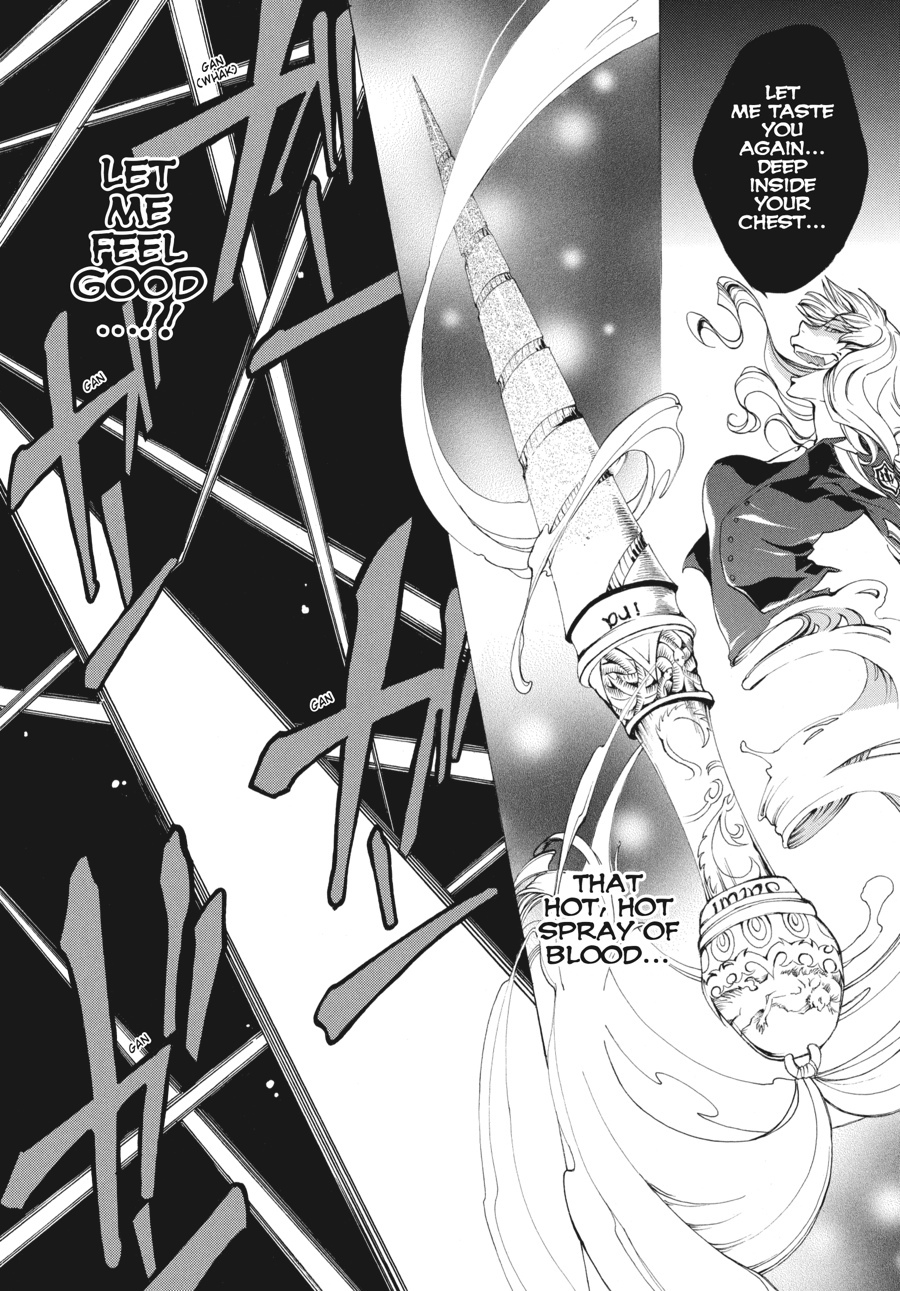 LET
ME TASTE
YOU
AGAIN...
DEEP
INSIDE
YOUR
CHEST...
THAT
HOT, HOT
SPRAY OF
BLOOD...
ina
GAN
(WHAK)
LET
ME
FEEL
GOOD
...!!
GAN
GAN
GAN
ガッ
ガッ
ガッ
ガッ